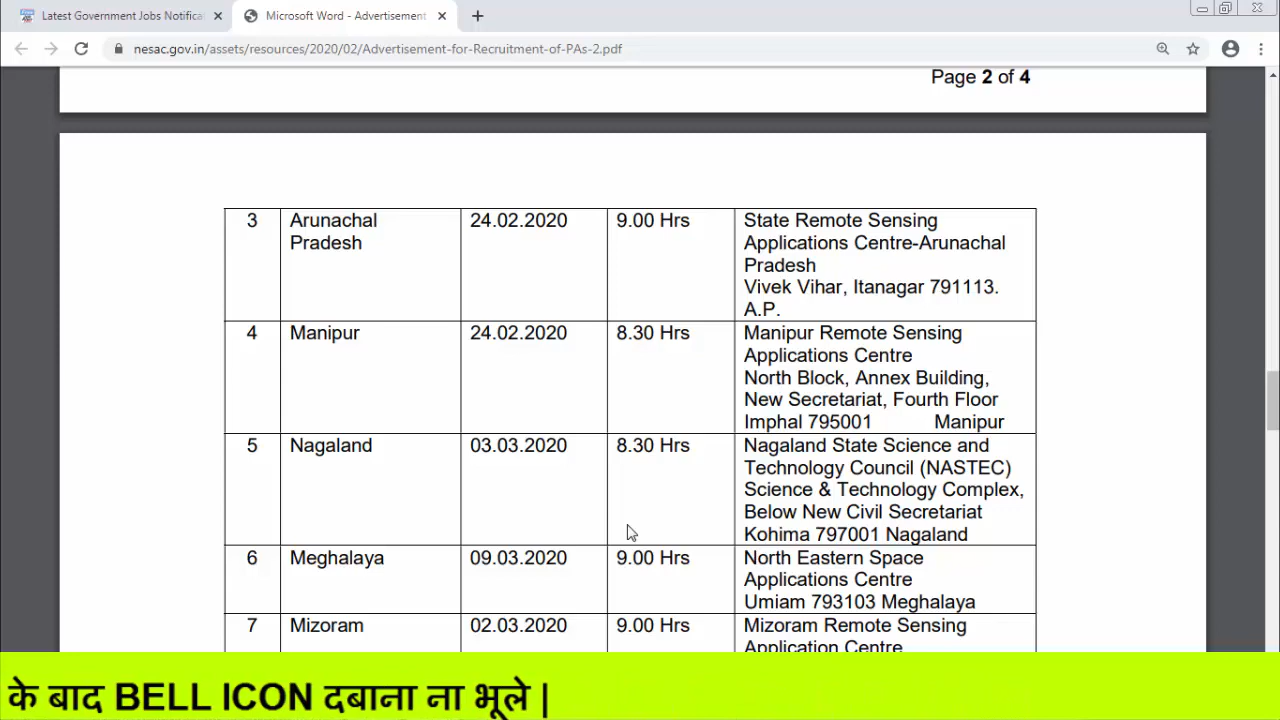 Latest Government Jobs Notifica
Microsoft Word - Advertisement
nesac.gov.in/assets/resources/2020/02/Advertisement-for-Recruitment-of-PAs-2.pdf
Page 2 of 4
3 Arunachal Pradesh 24.02.2020 9.00 Hrs State Remote Sensing
Applications Centre-Arunachal
Pradesh
Vivek Vihar, Itanagar 791113.
A.P.
4 Manipur 24.02.2020 8.30 Hrs Manipur Remote Sensing
Applications Centre
North Block, Annex Building,
New Secretariat, Fourth Floor
Imphal 795001 Manipur
5 Nagaland 03.03.2020 8.30 Hrs Nagaland State Science and
Technology Council (NASTEC)
Science & Technology Complex,
Below New Civil Secretariat
Kohima 797001 Nagaland
6 Meghalaya 09.03.2020 9.00 Hrs North Eastern Space
Applications Centre
Umiam 793103 Meghalaya
7 Mizoram 02.03.2020 9.00 Hrs Mizoram Remote Sensing
Application Centre
के बाद BELL ICON दबाना ना भूले |